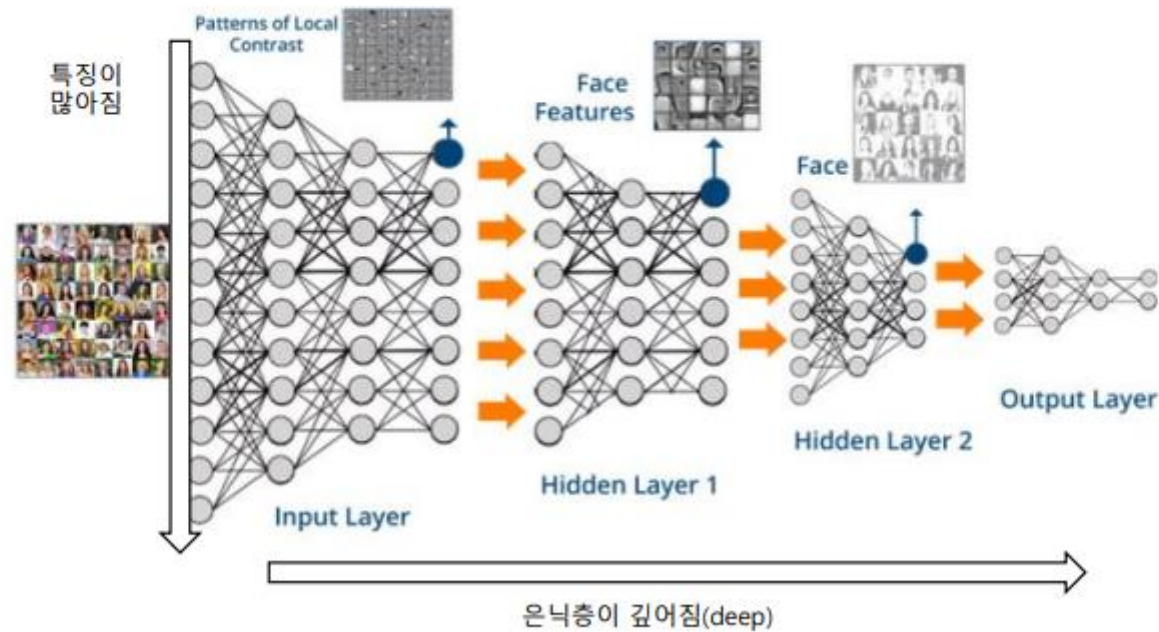 Patterns of Local
Contrast
특징이
많아짐
Face
Features
Face
Input Layer
Hidden Layer 1
Hidden Layer 2
Output Layer
은닉층이 깊어짐(deep)